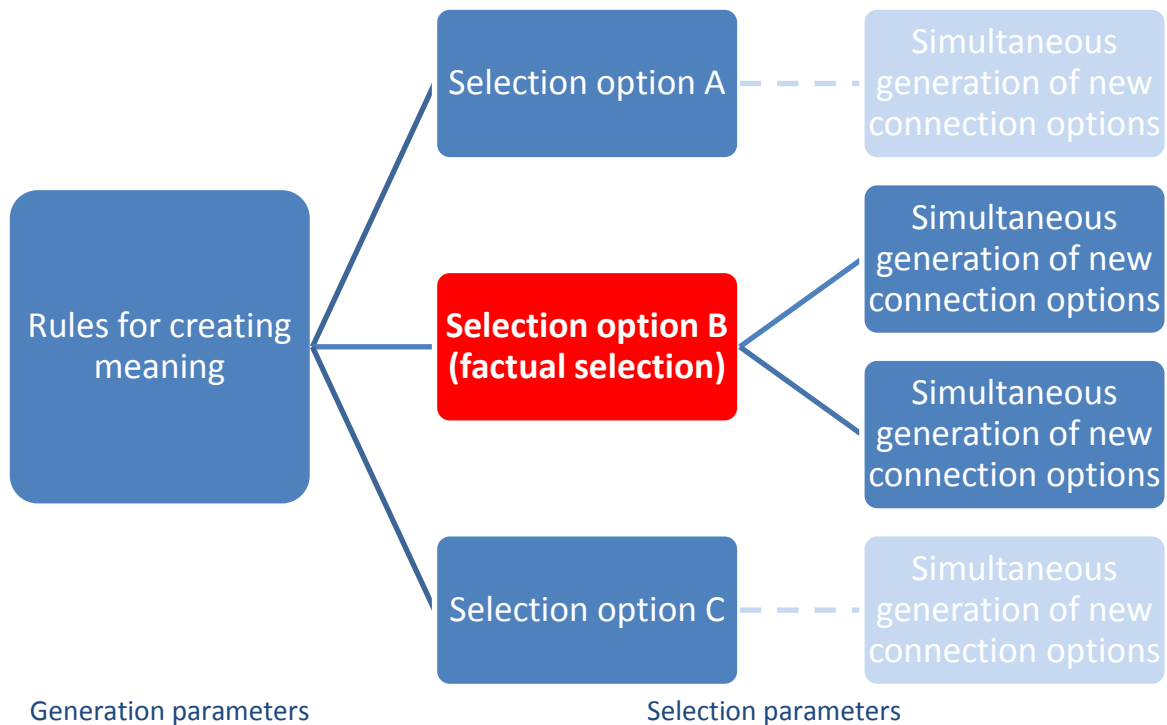 Rules for creating
meaning
Selection option A
Selection option B
(factual selection)
Selection option C
Simultaneous
generation of new
connection options
Simultaneous
generation of new
connection options
Simultaneous
generation of new
connection options
Simultaneous
generation of new
connection options
Generation parameters
Selection parameters